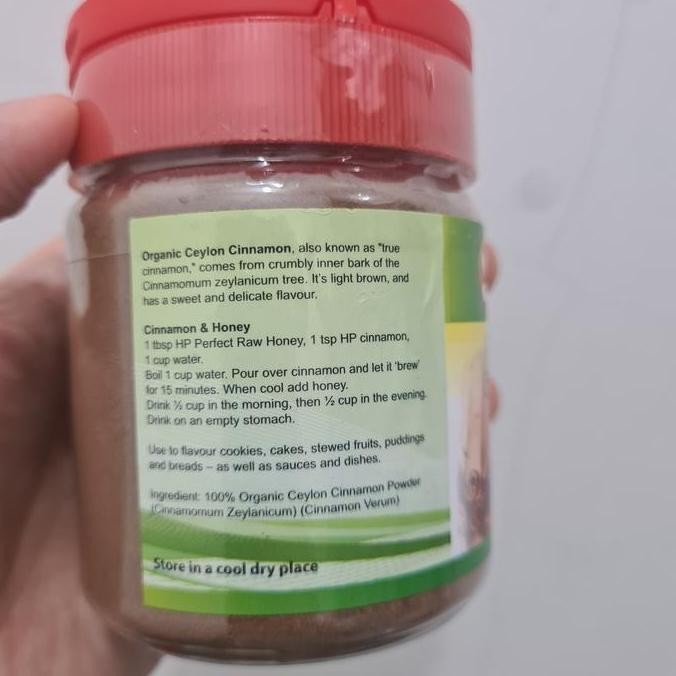 Organic Ceylon Cinnamon, also known as "true
cinnamon," comes from crumbly inner bark of the
Cinnamomum zeylanicum tree. It's light brown, and
has a sweet and delicate flavour.
Cinnamon & Honey
1 tbsp HP Perfect Raw Honey, 1 tsp HP cinnamon,
1 cup water.
Boil 1 cup water. Pour over cinnamon and let it 'brew'
for 15 minutes. When cool add honey.
Drink ½ cup in the morning, then ½ cup in the evening.
Drink on an empty stomach.
Use to flavour cookies, cakes, stewed fruits, puddings
and breads – as well as sauces and dishes.
Ingredient: 100% Organic Ceylon Cinnamon Powder
(Cinnamomum Zeylanicum) (Cinnamon Verum)
Store in a cool dry place